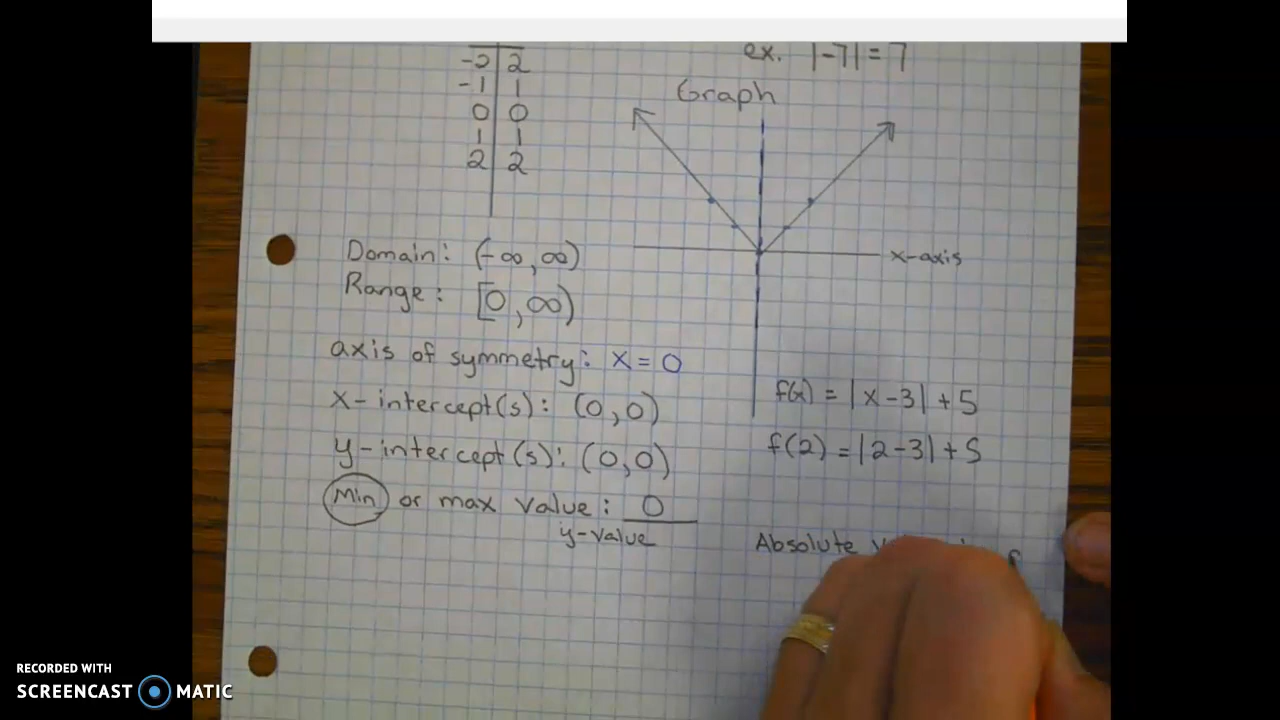 -2 2
-1 1
0 0
1 1
2 2
ex. |-7| = 7
Graph
x-axis
Domain: (-∞, ∞)
Range: [0, ∞)
axis of symmetry: x = 0
x-intercept(s): (0,0)
y-intercept(s): (0,0)
Min or max value: 0
y-value
f(x) = |x-3| + 5
f(2) = |2-3| + 5
Absolute
RECORDED WITH
SCREENCAST MATIC